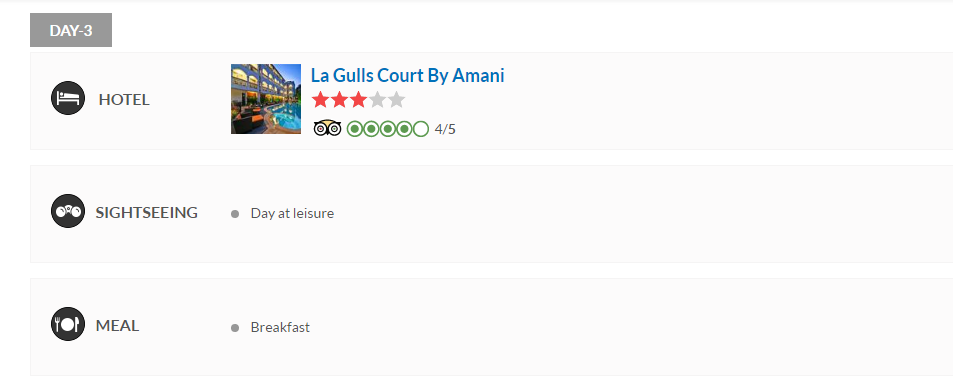 DAY-3
HOTEL
La Gulls Court By Amani
4/5
SIGHTSEEING
Day at leisure
MEAL
Breakfast